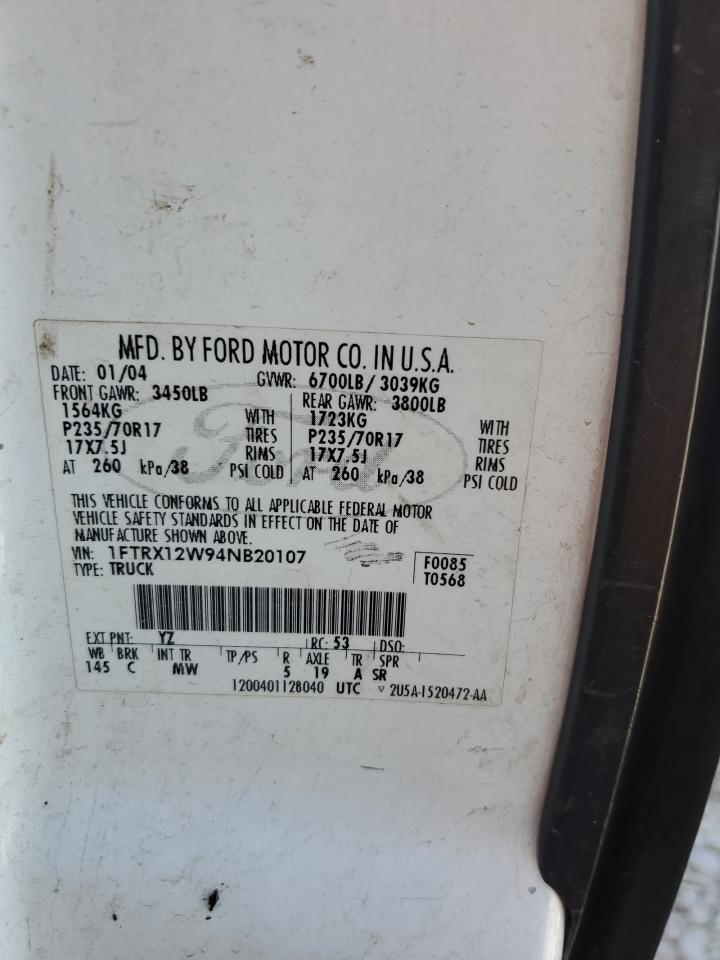 MFD. BY FORD MOTOR CO. IN U.S.A.
DATE: 01/04 GVWR: 6700LB/ 3039KG
FRONT GAWR: 3450LB REAR GAWR: 3800LB
1564KG WITH 1723KG WITH
P235/70R17 TIRES P235/70R17 TIRES
17X7.5J RIMS 17X7.5J RIMS
AT 260 kPa/38 PSI COLD AT 260 kPa/38 PSI COLD
Ford
THIS VEHICLE CONFORMS TO ALL APPLICABLE FEDERAL MOTOR
VEHICLE SAFETY STANDARDS IN EFFECT ON THE DATE OF
MANUFACTURE SHOWN ABOVE.
VIN: 1FTRX12W94NB20107 F0085
TYPE: TRUCK T0568
EXT PNT: YZ RC: 53 DSO:
WB BRK INT TR TP/PS R AXLE TR SPR
145 C MW 5 19 A SR
1200401128040 UTC ▽ 2U5A-1520472-AA